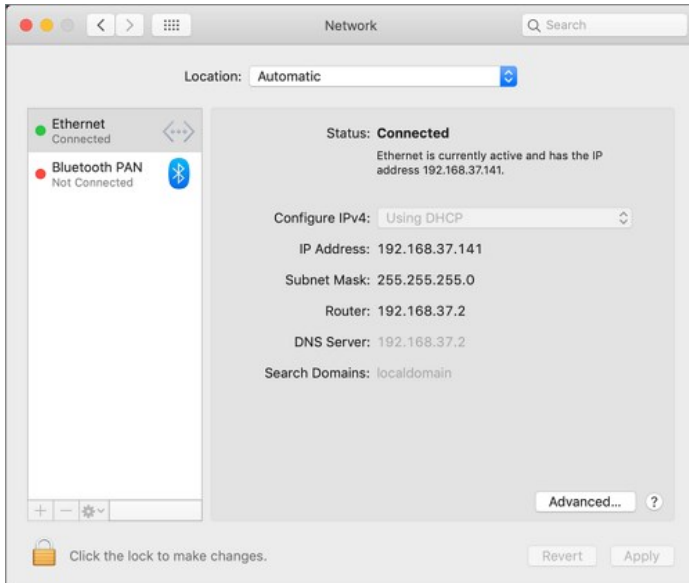 Network
Search
Location: Automatic
Ethernet
Connected
Bluetooth PAN
Not Connected
Status: Connected
Ethernet is currently active and has the IP
address 192.168.37.141.
Configure IPv4: Using DHCP
IP Address: 192.168.37.141
Subnet Mask: 255.255.255.0
Router: 192.168.37.2
DNS Server: 192.168.37.2
Search Domains: localdomain
Advanced... ?
Click the lock to make changes.
Revert Apply